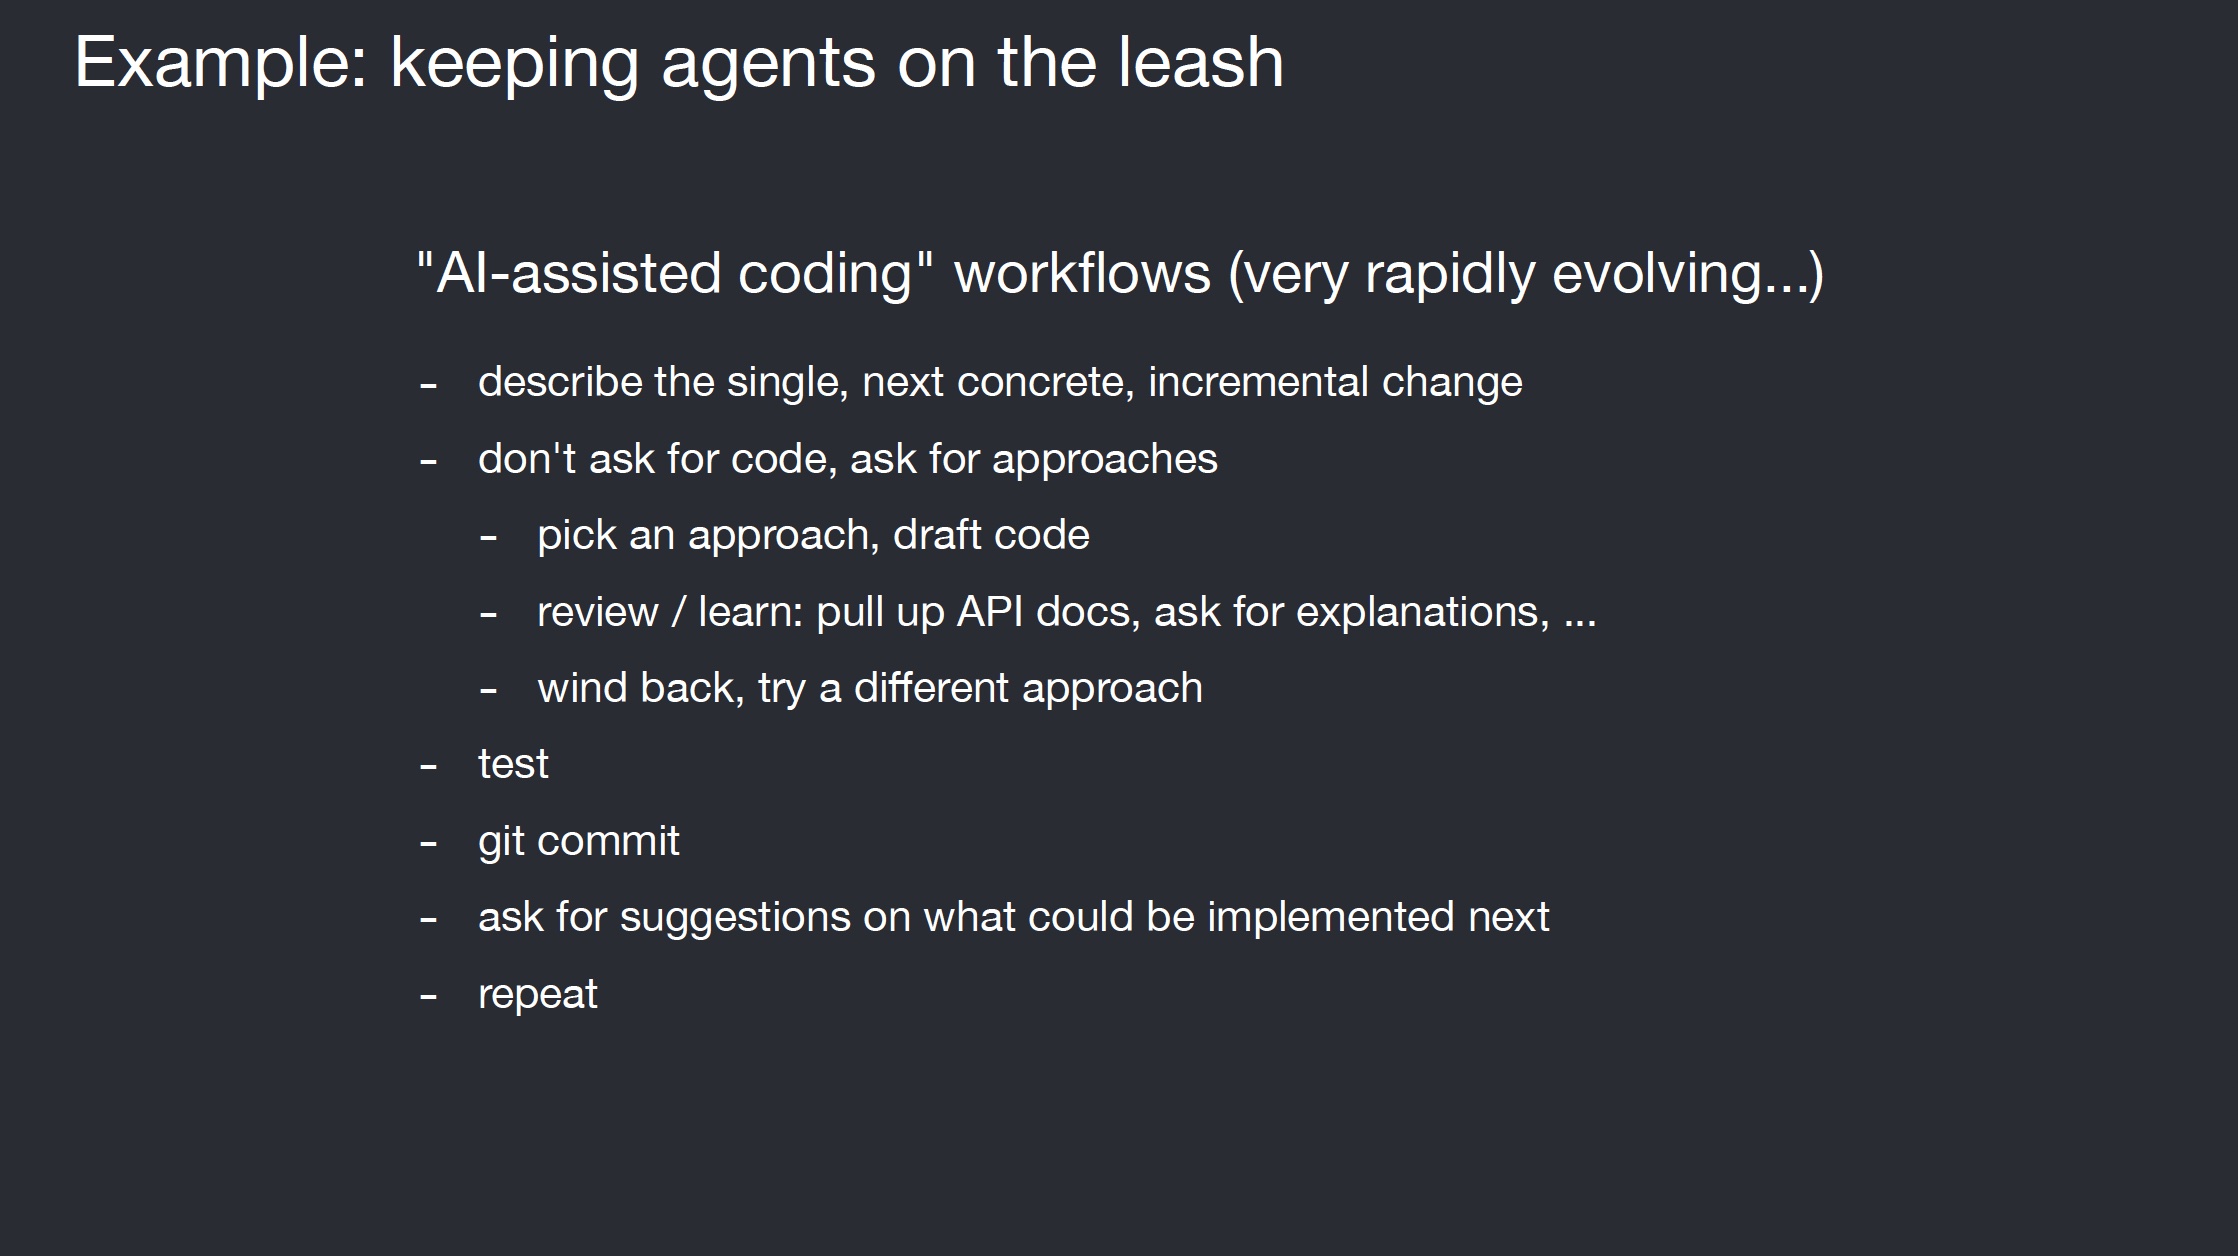 Example: keeping agents on the leash
"AI-assisted coding" workflows (very rapidly evolving...)
- describe the single, next concrete, incremental change
- don't ask for code, ask for approaches
- pick an approach, draft code
- review / learn: pull up API docs, ask for explanations, ...
- wind back, try a different approach
- test
- git commit
- ask for suggestions on what could be implemented next
- repeat